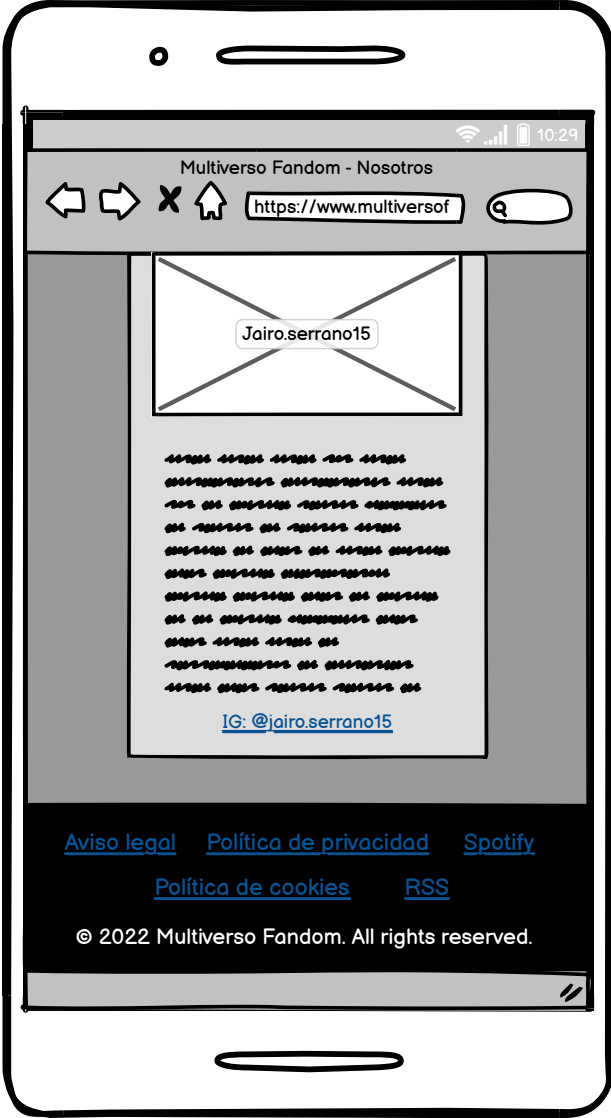 10:29
Multiverso Fandom - Nosotros
https://www.multiversof
Jairo.serrano15
IG: @jairo.serrano15
Aviso legal Política de privacidad Spotify
Política de cookies RSS
© 2022 Multiverso Fandom. All rights reserved.